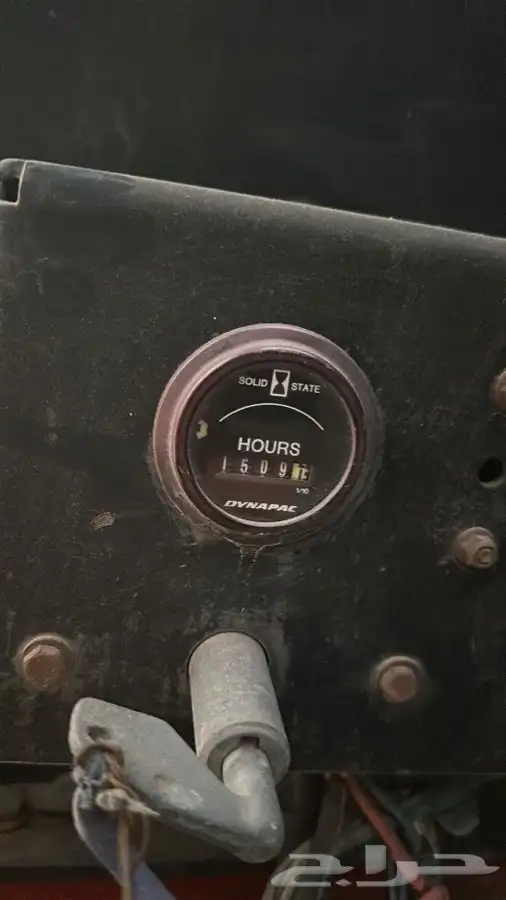 SOLID STATE
HOURS
1509
1/10
DYNAPAC
حراج